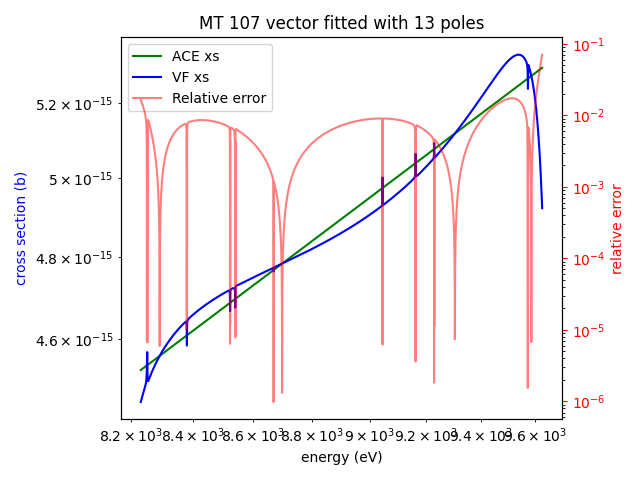 MT 107 vector fitted with 13 poles
ACE xs
VF xs
Relative error
5.2 × 10⁻¹⁵
5 × 10⁻¹⁵
4.8 × 10⁻¹⁵
4.6 × 10⁻¹⁵
cross section (b)
10⁻¹
10⁻²
10⁻³
10⁻⁴
10⁻⁵
10⁻⁶
relative error
8.2 × 10³ 8.4 × 10³ 8.6 × 10³ 8.8 × 10³ 9 × 10³ 9.2 × 10³ 9.4 × 10³ 9.6 × 10³
energy (eV)